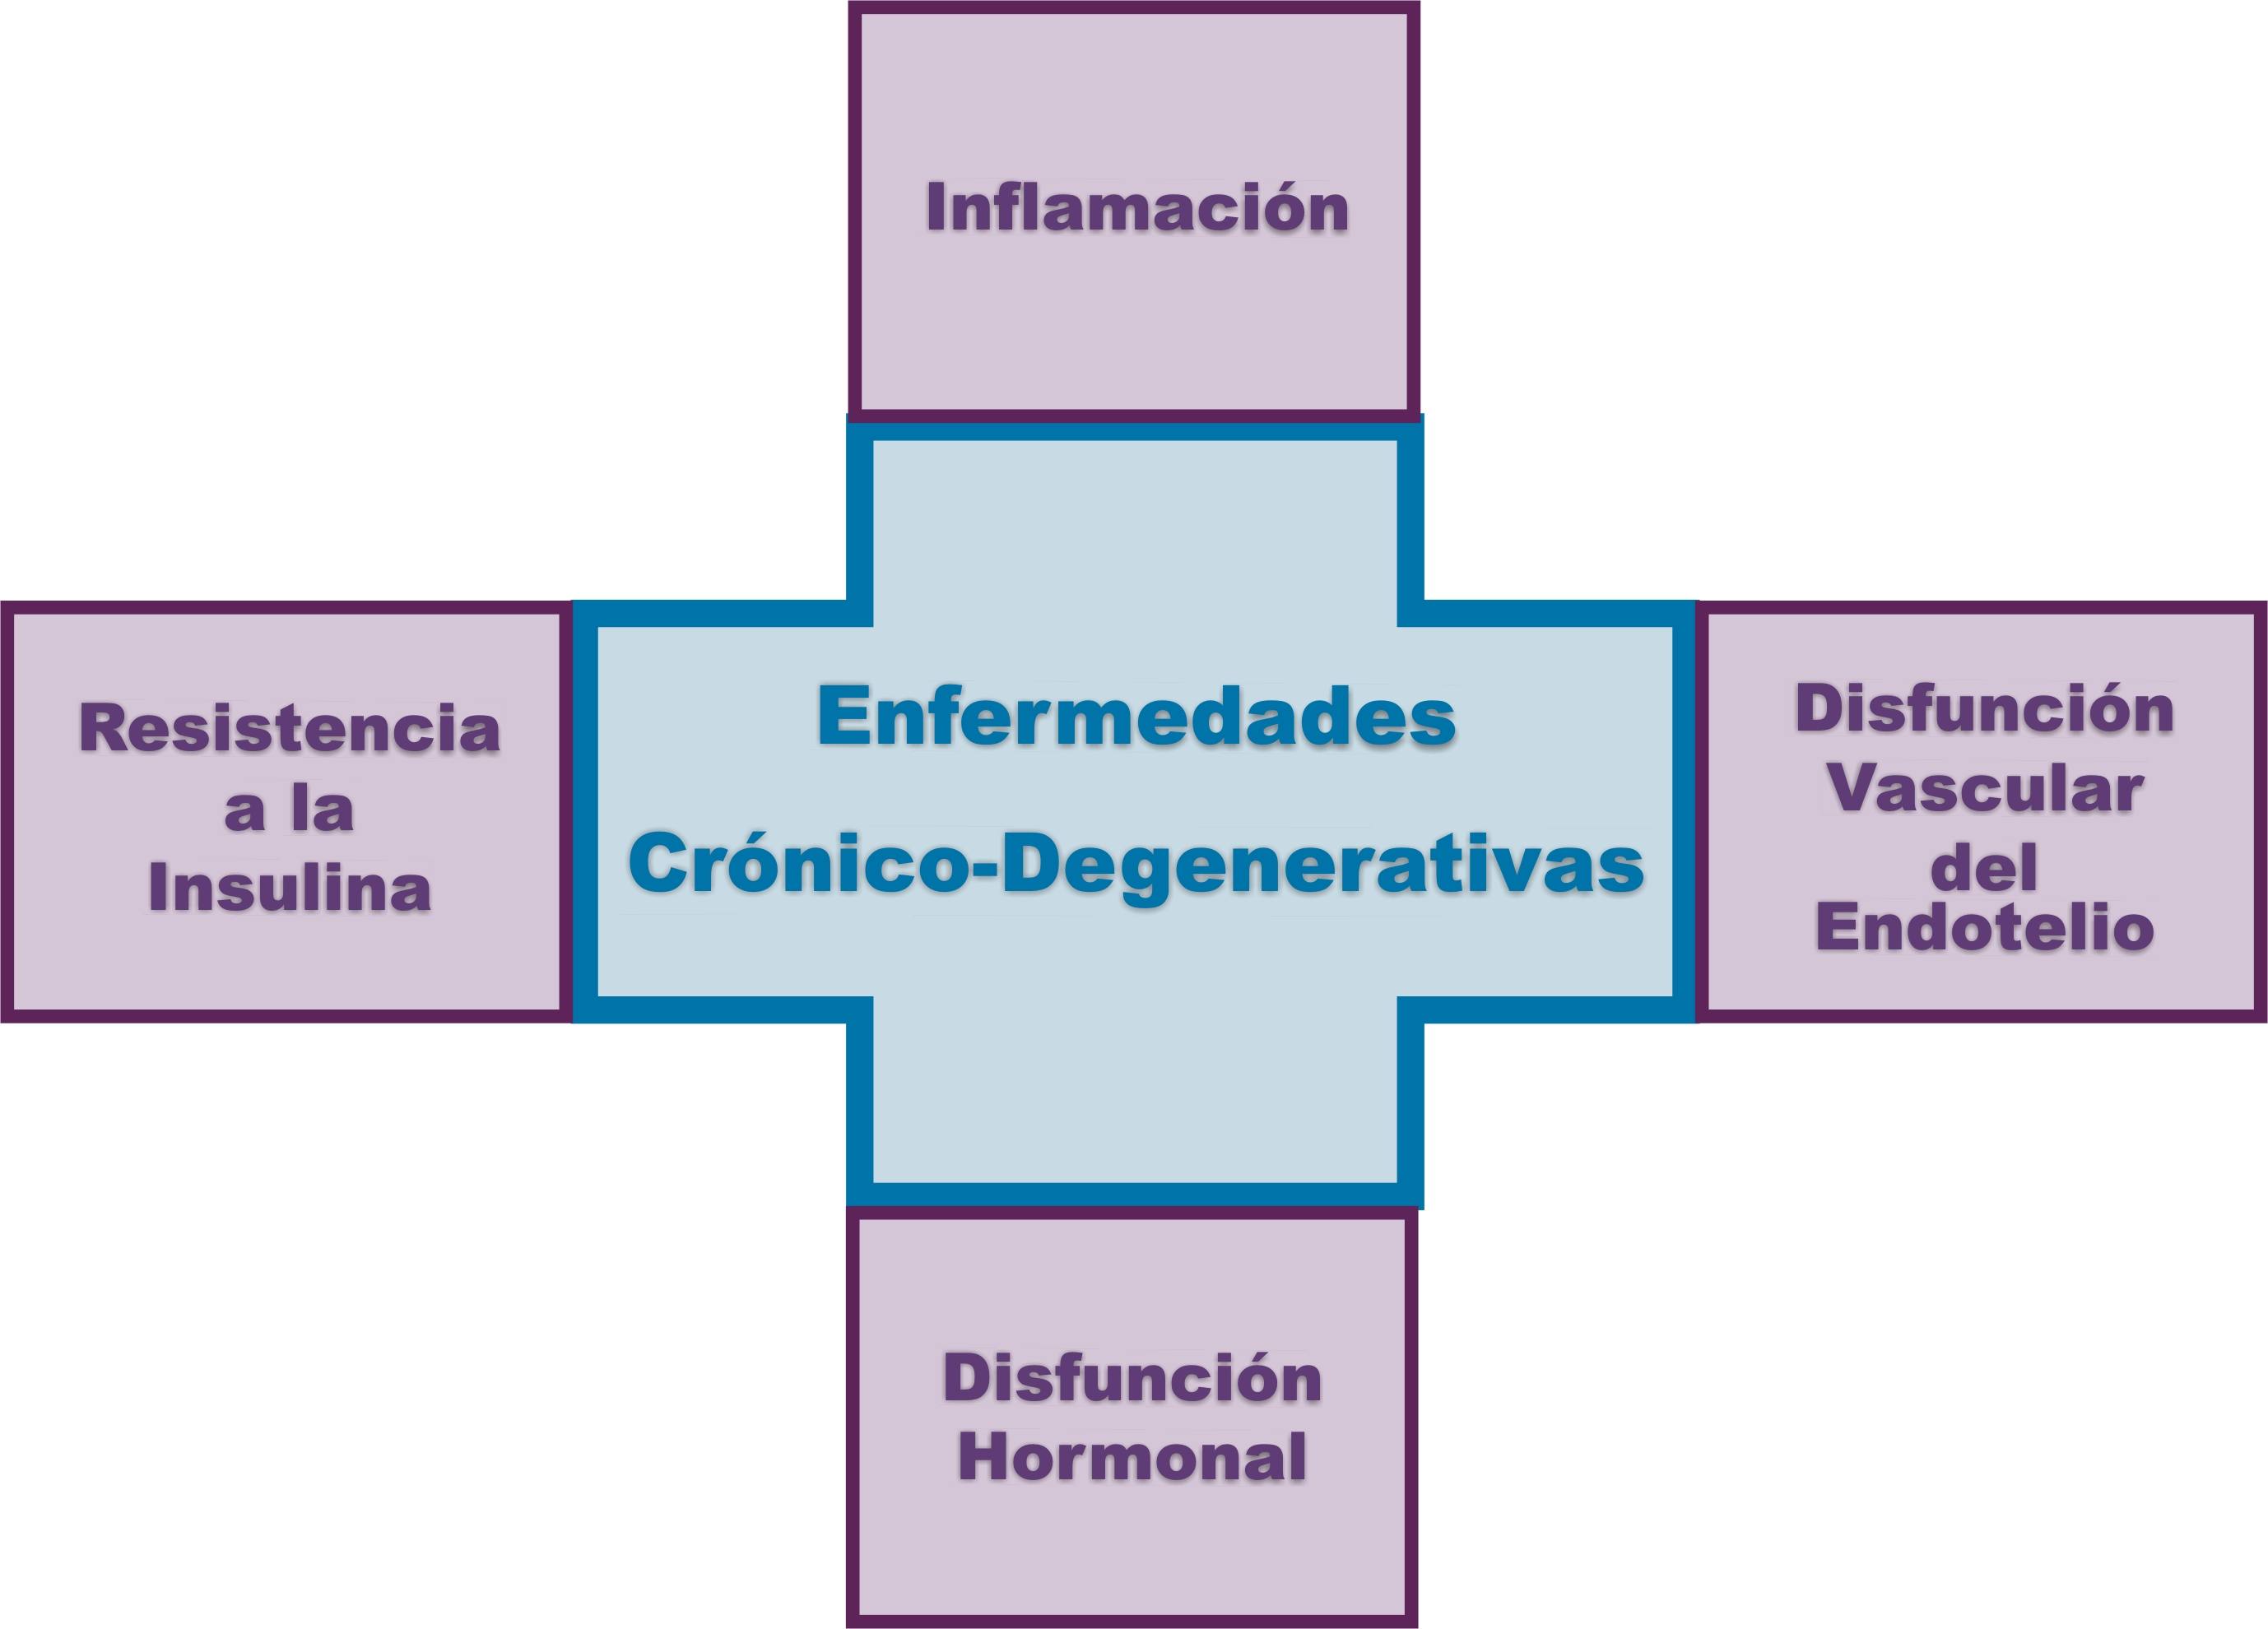 Inflamación
Resistencia
a la
Insulina
Enfermedades
Crónico-Degenerativas
Disfunción
Vascular
del
Endotelio
Disfunción
Hormonal